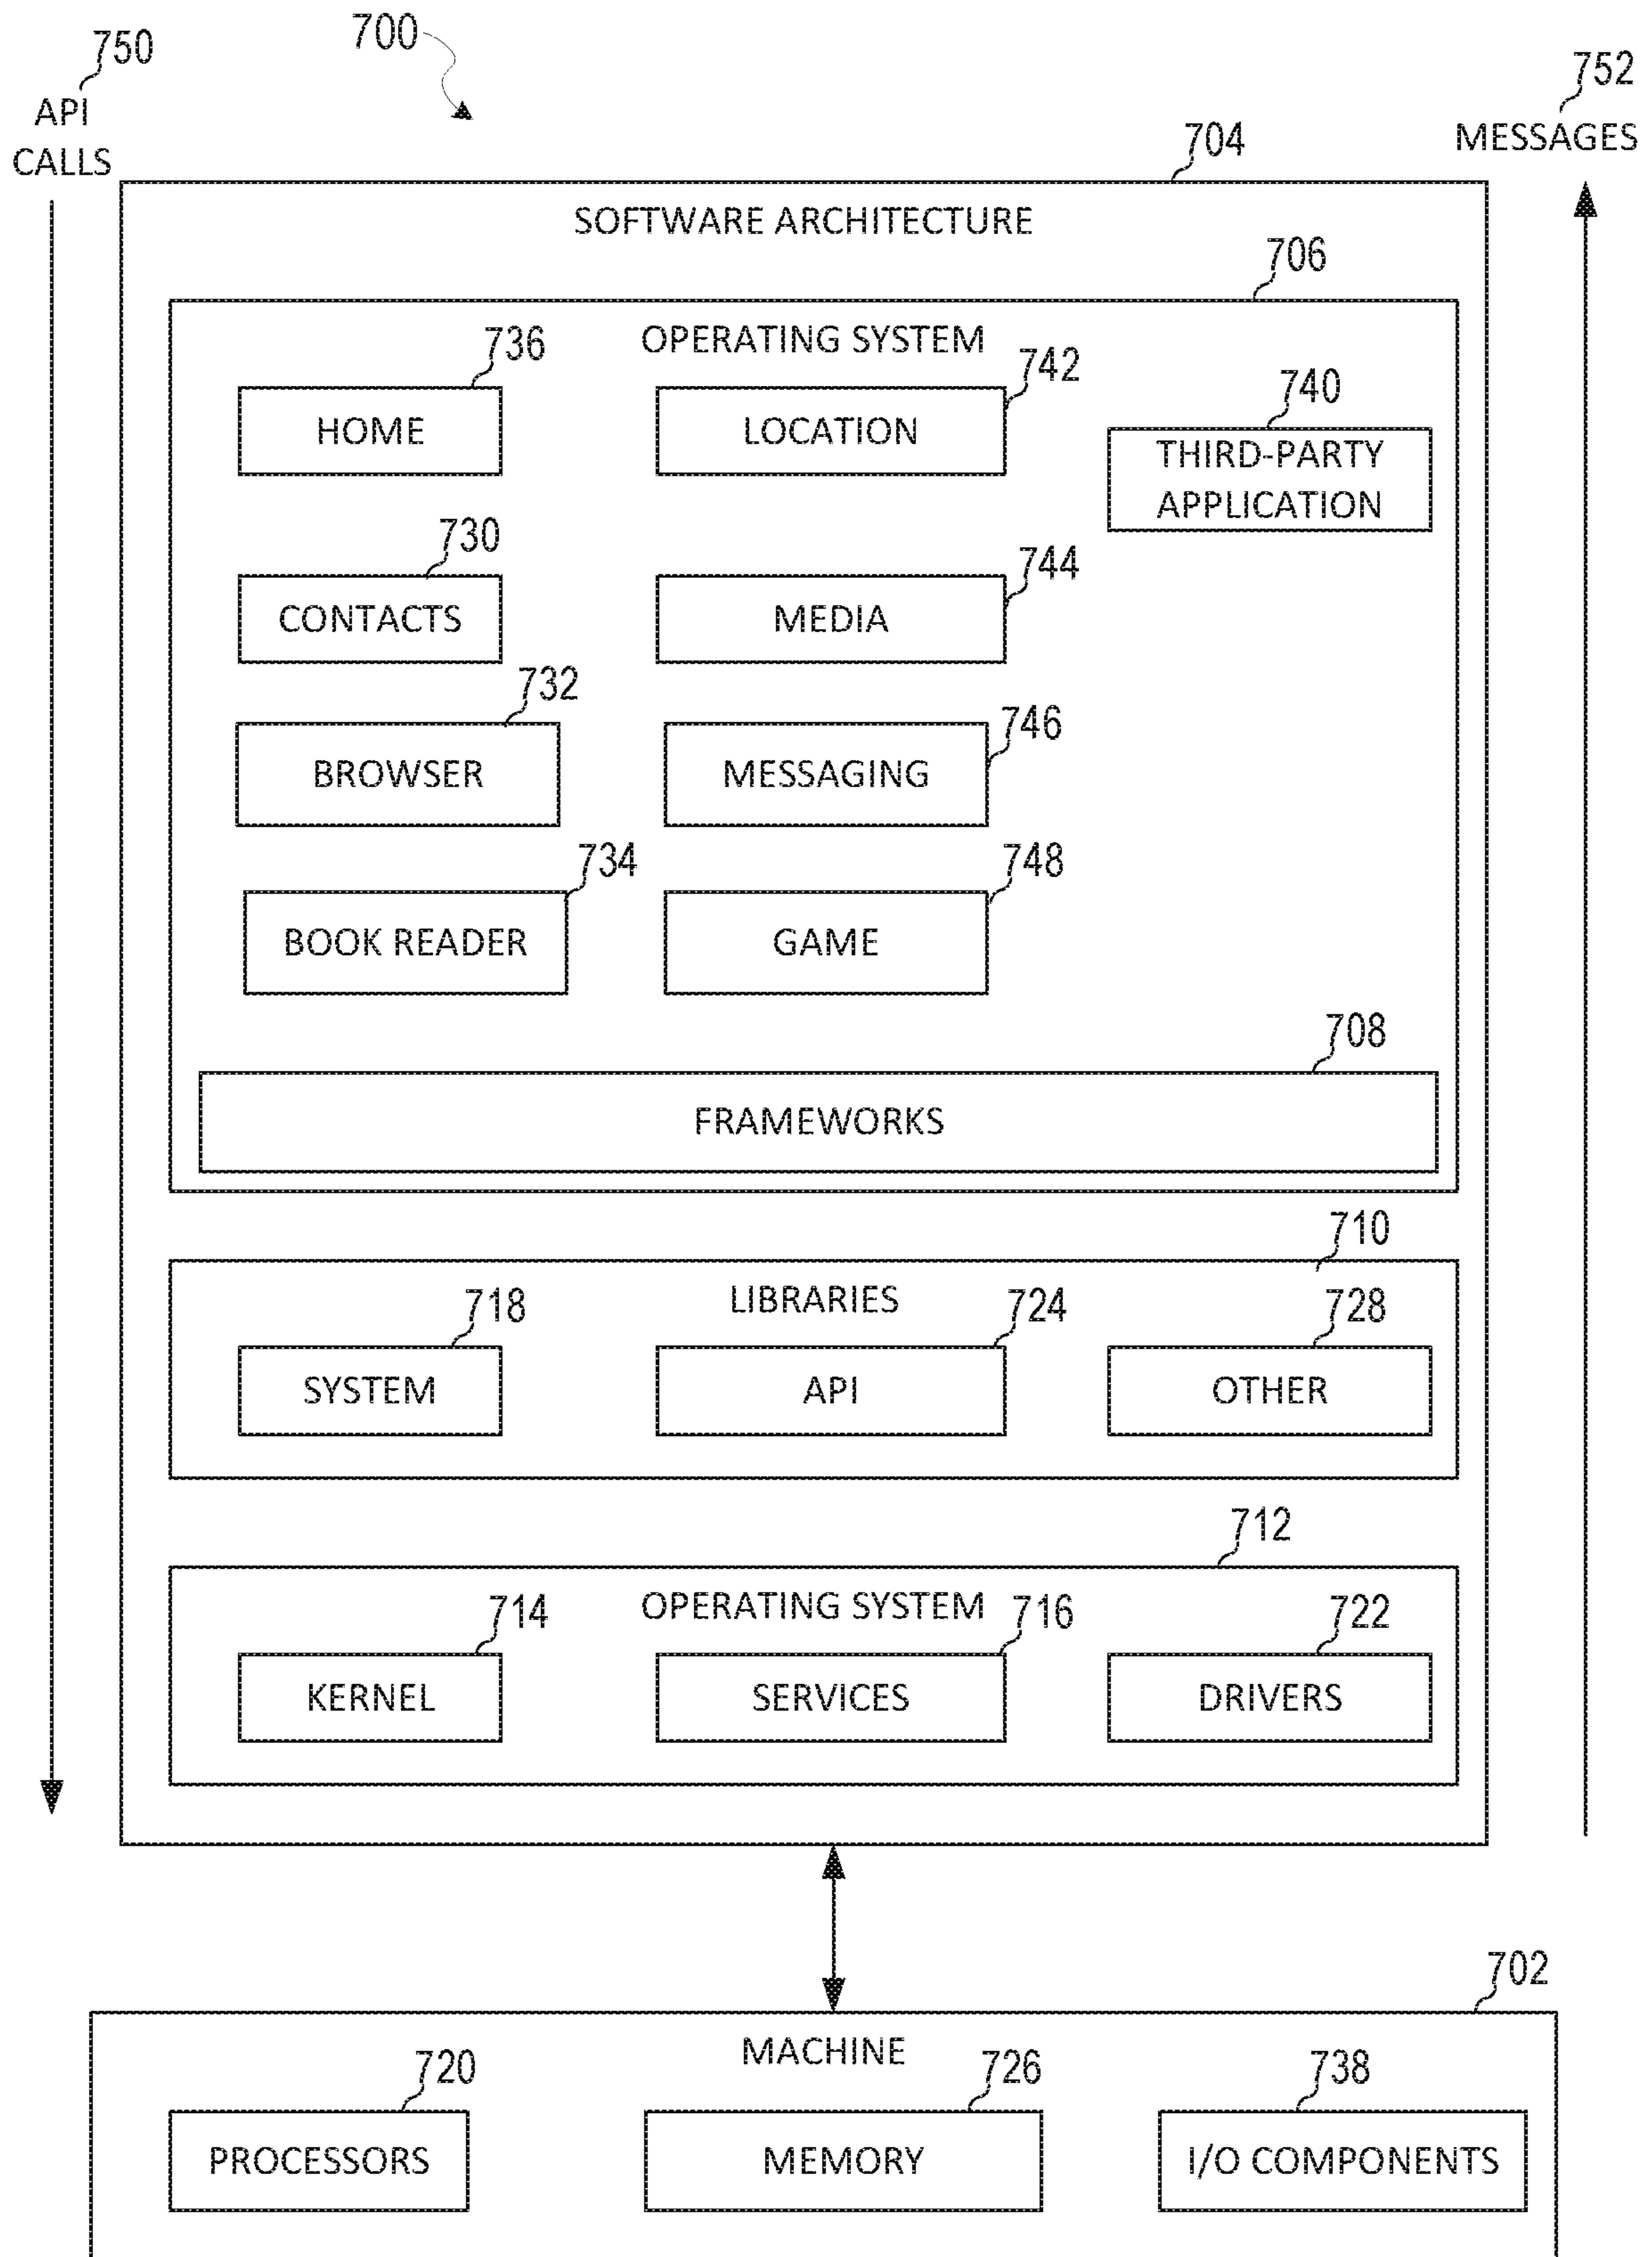 700
750
API
CALLS
752
MESSAGES
704
SOFTWARE ARCHITECTURE
706
OPERATING SYSTEM
736
HOME
742
LOCATION
740
THIRD-PARTY
APPLICATION
730
CONTACTS
744
MEDIA
732
BROWSER
746
MESSAGING
734
BOOK READER
748
GAME
708
FRAMEWORKS
710
LIBRARIES
718
SYSTEM
724
API
728
OTHER
712
OPERATING SYSTEM
714
KERNEL
716
SERVICES
722
DRIVERS
702
MACHINE
720
PROCESSORS
726
MEMORY
738
I/O COMPONENTS